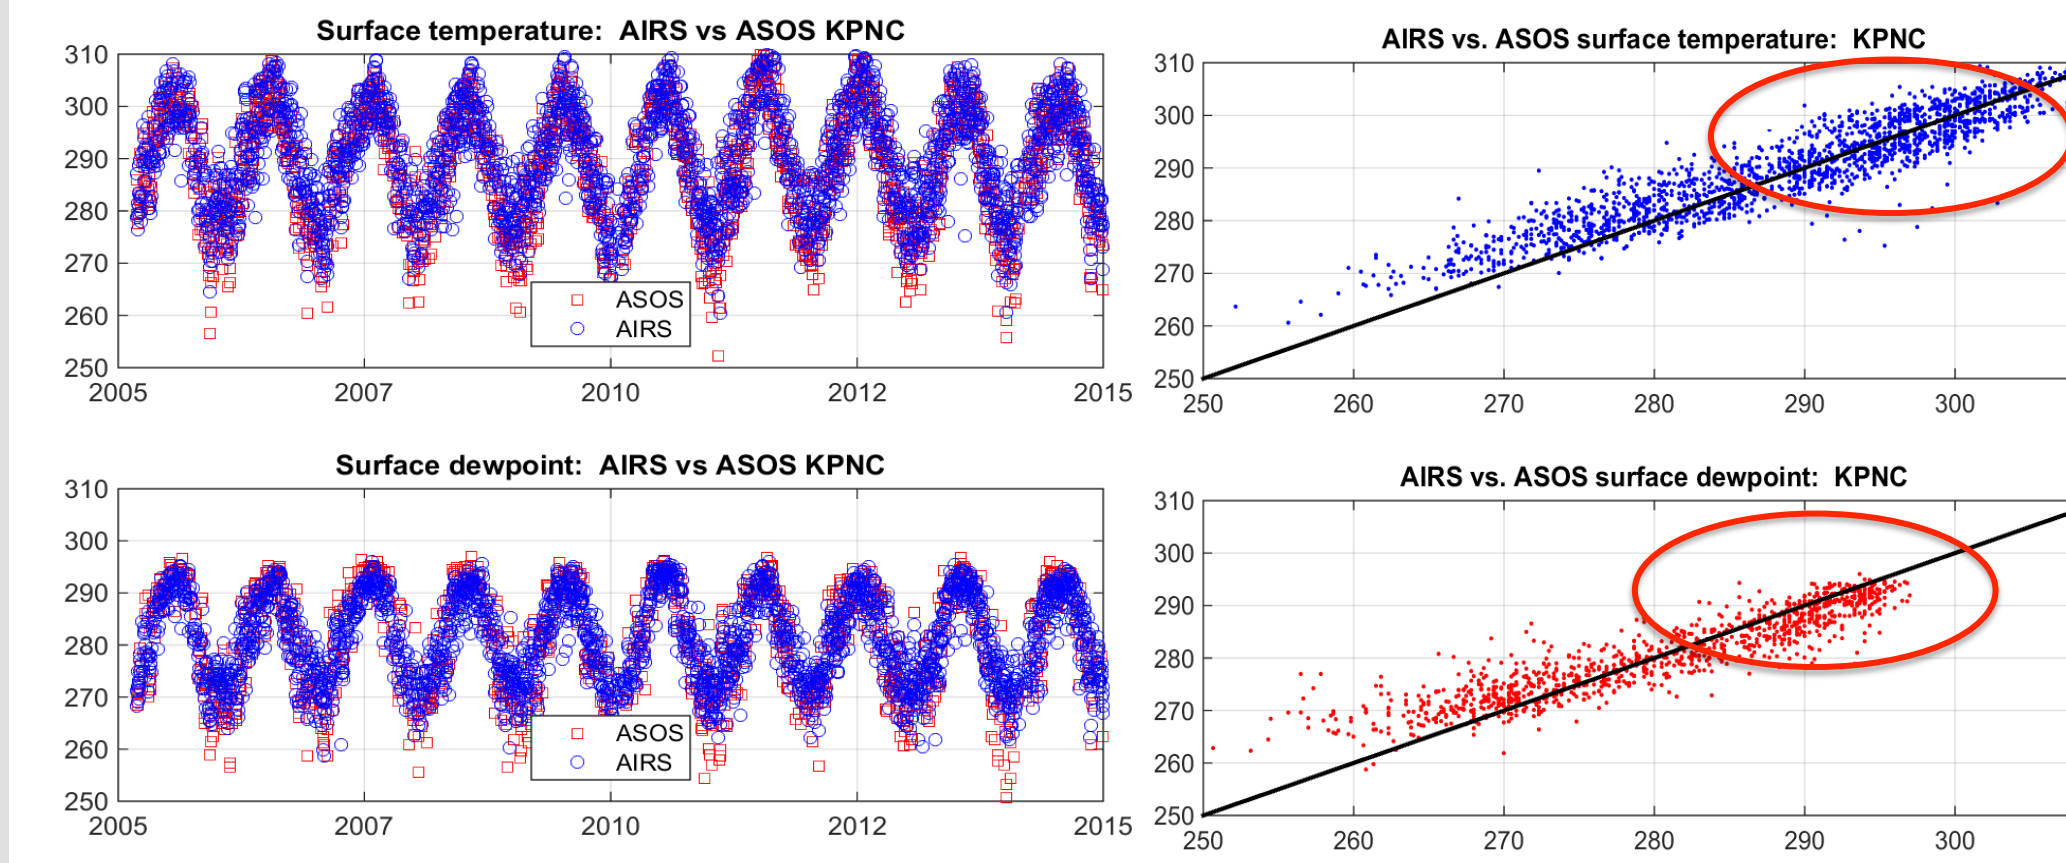 Surface temperature: AIRS vs ASOS KPNC
310
300
290
280
270
260
250
ASOS
AIRS
2005 2007 2010 2012 2015
AIRS vs. ASOS surface temperature: KPNC
310
300
290
280
270
260
250
250 260 270 280 290 300
Surface dewpoint: AIRS vs ASOS KPNC
310
300
290
280
270
260
250
ASOS
AIRS
2005 2007 2010 2012 2015
AIRS vs. ASOS surface dewpoint: KPNC
310
300
290
280
270
260
250
250 260 270 280 290 300